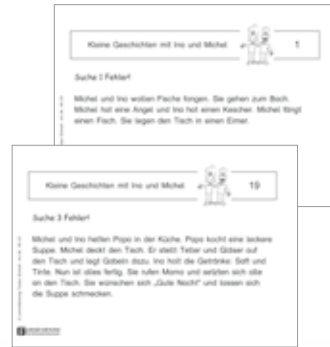 Kleine Geschichten mit Ino und Michel
1
Suche 1 Fehler!
Michel und Ino wollen Fische fangen. Sie gehen zum Bach.
Michel hat eine Angel und Ino hat einen Kescher. Michel fängt
einen Fisch. Sie legen den Tisch in einen Eimer.
Kleine Geschichten mit Ino und Michel
19
Suche 3 Fehler!
Michel und Ino helfen Papa in der Küche. Papa kocht eine leckere
Suppe. Michel deckt den Tisch. Er stellt Teller und Gläser auf
den Tisch und legt Gabeln dazu. Ino holt die Getränke: Saft und
Tinte. Nun ist alles fertig. Sie rufen Mama und setzten sich alle
an den Tisch. Sie wünschen sich „Gute Nacht" und lassen sich
die Suppe schmecken.